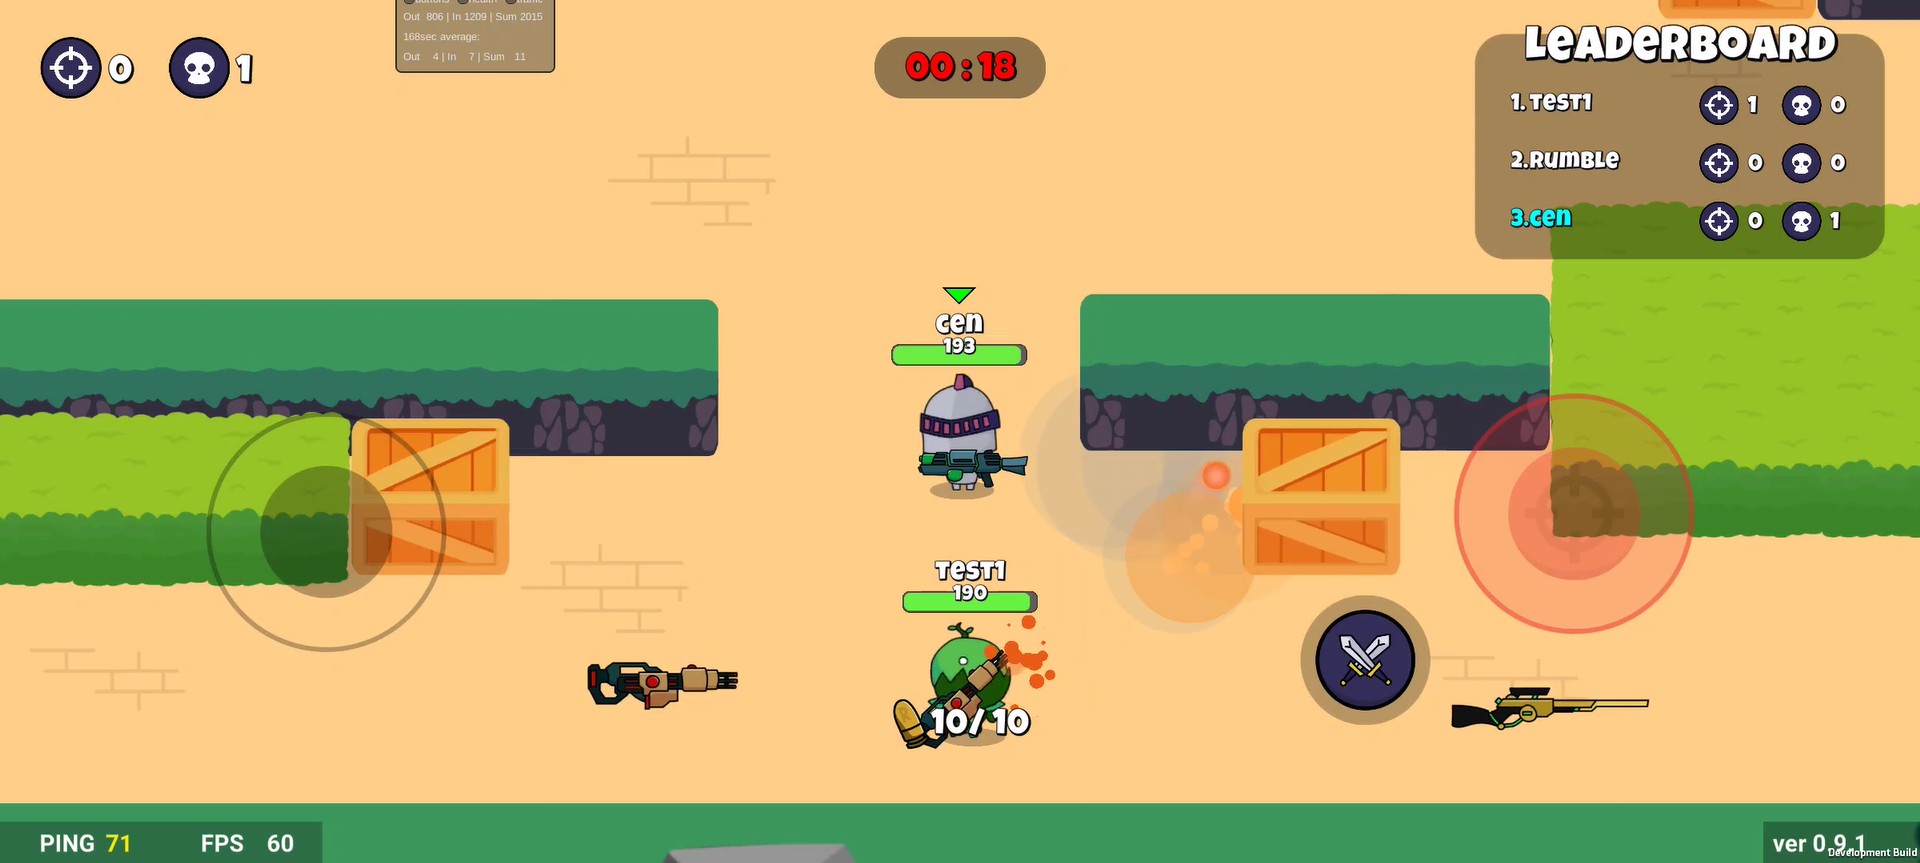 Out 806 | In 1209 | Sum 2015
168sec average:
Out 4 | In 7 | Sum 11
0
1
00:18
LEADERBOARD
1.TEST1 1 0
2.RUMBLE 0 0
3.cen 0 1
cen
193
TEST1
190
10/10
PING 71 FPS 60
ver 0.9.1
Development Build